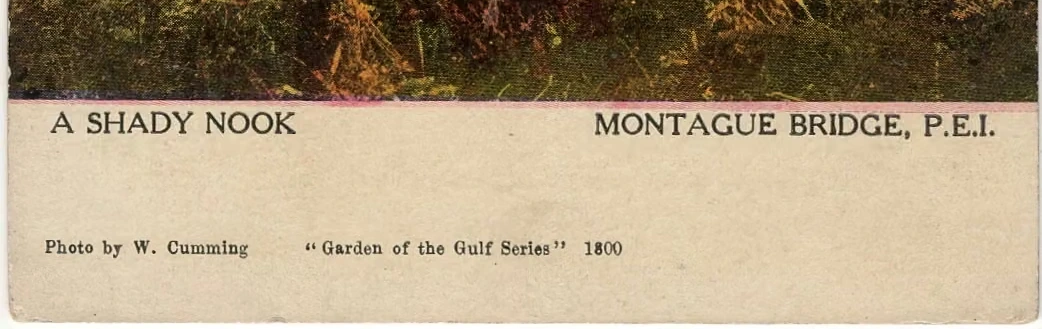 A SHADY NOOK MONTAGUE BRIDGE, P.E.I.
Photo by W. Cumming "Garden of the Gulf Series" 1800